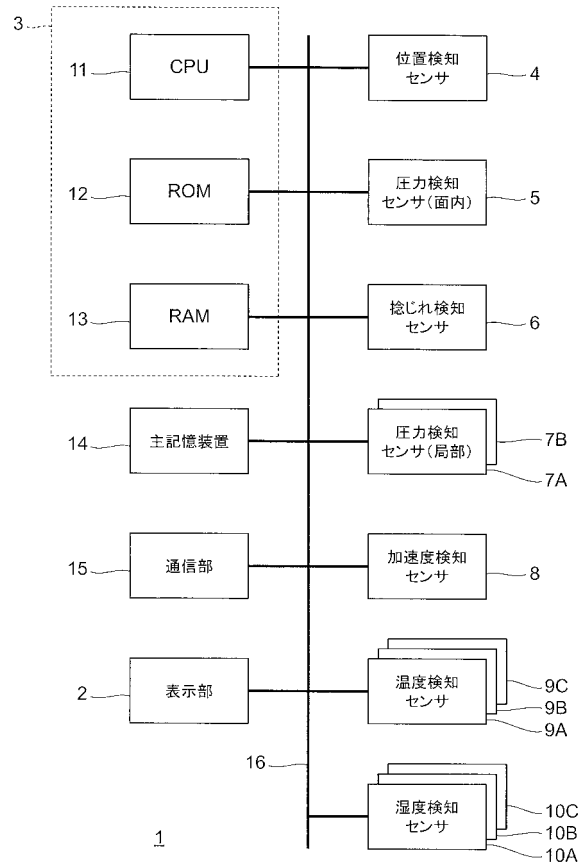 3
11
CPU
位置検知
センサ
4
12
ROM
圧力検知
センサ(面内)
5
13
RAM
捻じれ検知
センサ
6
14
主記憶装置
圧力検知
センサ(局部)
7B
7A
15
通信部
加速度検知
センサ
8
2
表示部
温度検知
センサ
9C
9B
9A
16
湿度検知
センサ
10C
10B
10A
1